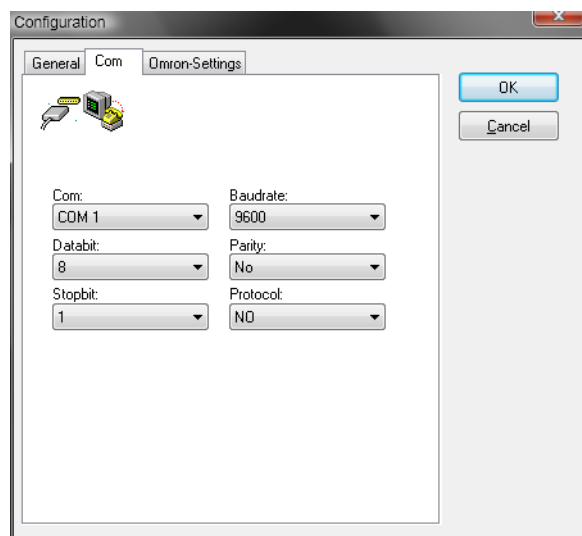 Configuration
General Com Omron-Settings
OK
Cancel
Com: Baudrate:
COM 1 9600
Databit: Parity:
8 No
Stopbit: Protocol:
1 NO